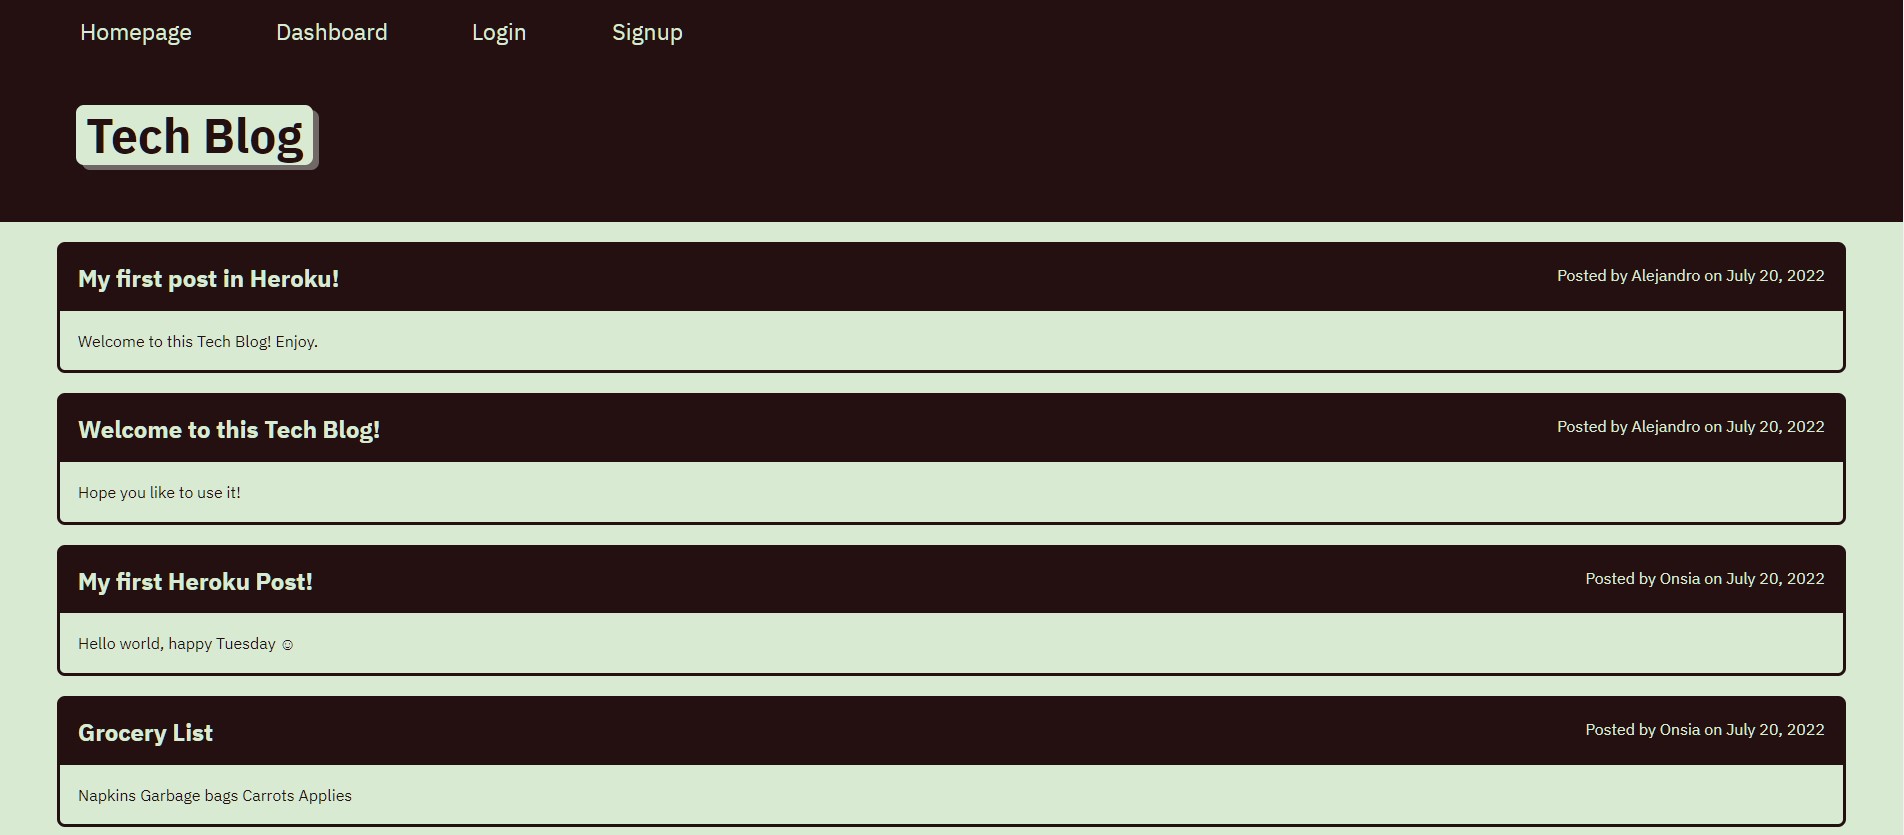 Homepage Dashboard Login Signup
Tech Blog
My first post in Heroku! Posted by Alejandro on July 20, 2022
Welcome to this Tech Blog! Enjoy.
Welcome to this Tech Blog! Posted by Alejandro on July 20, 2022
Hope you like to use it!
My first Heroku Post! Posted by Onsia on July 20, 2022
Hello world, happy Tuesday ☺
Grocery List Posted by Onsia on July 20, 2022
Napkins Garbage bags Carrots Applies